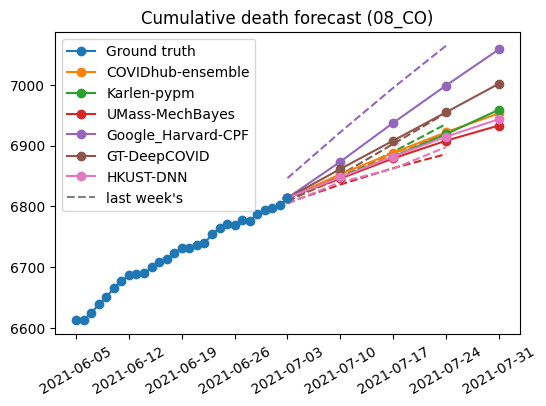 Cumulative death forecast (08_CO)
Ground truth
COVIDhub-ensemble
Karlen-pypm
UMass-MechBayes
Google_Harvard-CPF
GT-DeepCOVID
HKUST-DNN
last week's
7000
6900
6800
6700
6600
2021-06-05
2021-06-12
2021-06-19
2021-06-26
2021-07-03
2021-07-10
2021-07-17
2021-07-24
2021-07-31